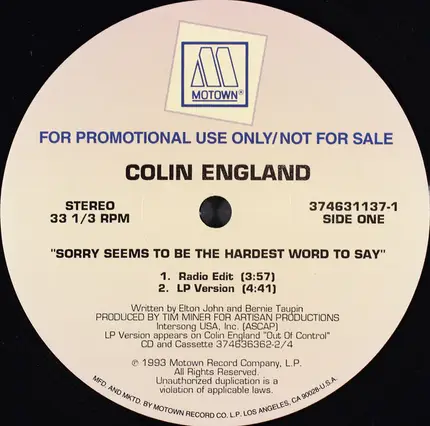 MOTOWN®
FOR PROMOTIONAL USE ONLY/NOT FOR SALE
COLIN ENGLAND
STEREO
33 1/3 RPM
374631137-1
SIDE ONE
"SORRY SEEMS TO BE THE HARDEST WORD TO SAY"
1. Radio Edit (3:57)
2. LP Version (4:41)
Written by Elton John and Bernie Taupin
PRODUCED BY TIM MINER FOR ARTISAN PRODUCTIONS
Intersong USA, Inc. (ASCAP)
LP Version appears on Colin England "Out Of Control"
CD and Cassette 374636362-2/4
℗ 1993 Motown Record Company, L.P.
All Rights Reserved.
Unauthorized duplication is a
violation of applicable laws.
MFD. AND MKTD. BY MOTOWN RECORD CO. L.P. LOS ANGELES, CA 90028-U.S.A.